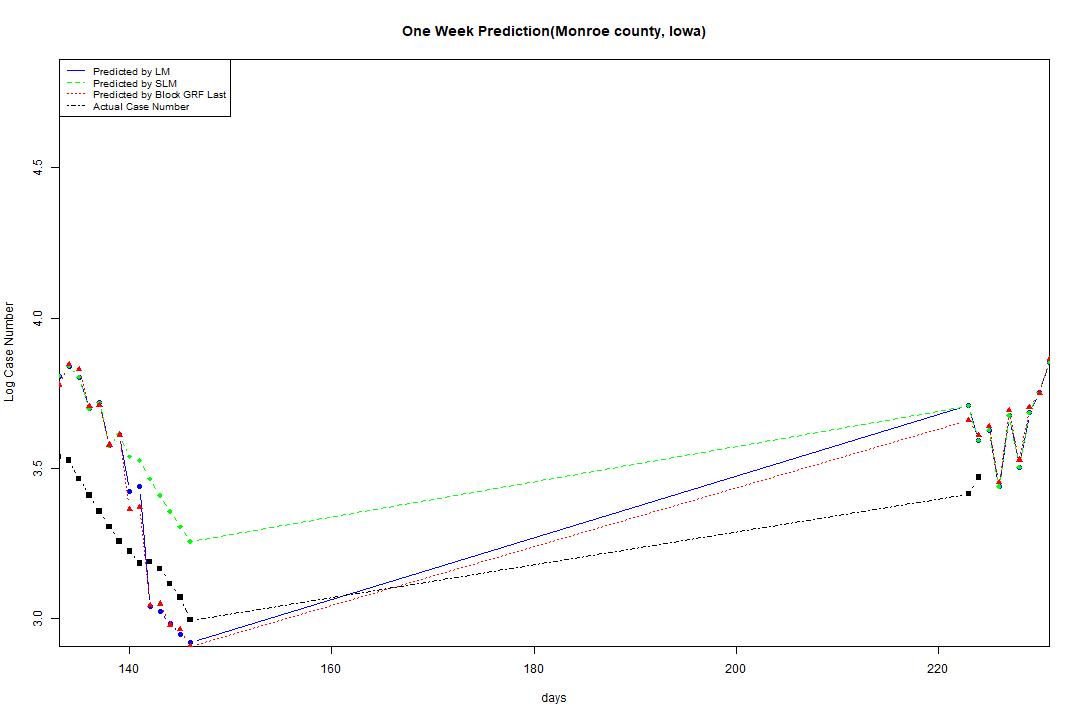 One Week Prediction(Monroe county, Iowa)
Predicted by LM
Predicted by SLM
Predicted by Block GRF Last
Actual Case Number
4.5
4.0
3.5
3.0
Log Case Number
140 160 180 200 220
days